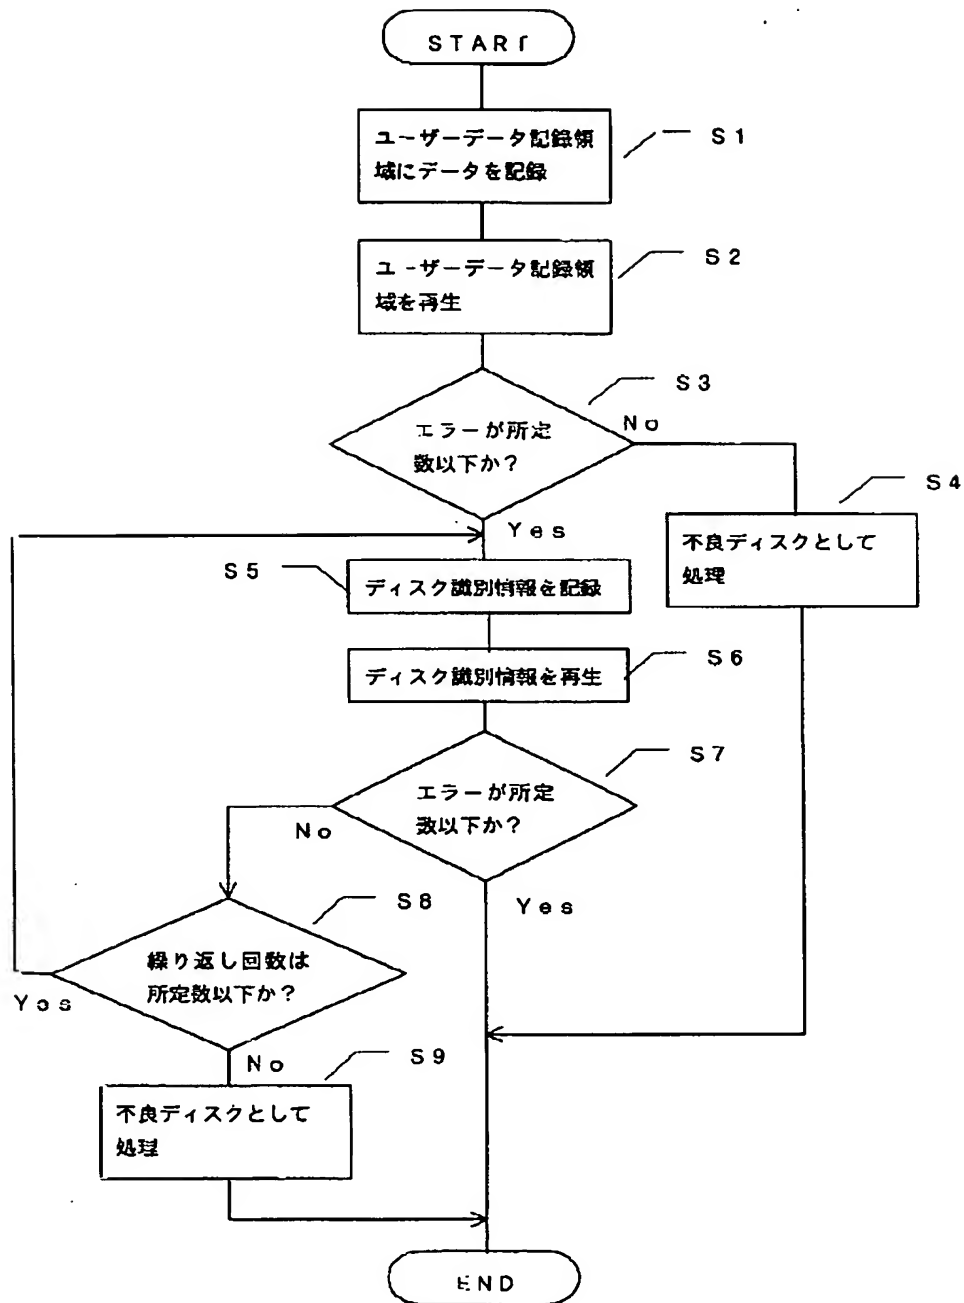 START
ユーザーデータ記録領
域にデータを記録
S1
ユーザーデータ記録領
域を再生
S2
エラーが所定
数以下か？
S3
No
Yes
不良ディスクとして
処理
S4
ディスク識別情報を記録
S5
ディスク識別情報を再生
S6
エラーが所定
数以下か？
S7
No
Yes
繰り返し回数は
所定数以下か？
S8
Yes
No
不良ディスクとして
処理
S9
END